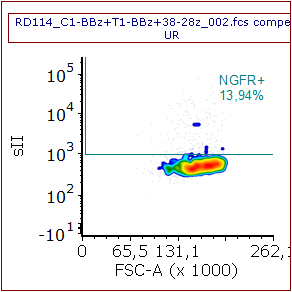 RD114_C1-BBz+T1-BBz+38-28z_002.fcs compe
UR
NGFR+
13,94%
sII
10^5
10^4
10^3
10^2
-10^1
0 65,5 131,1 262,1
FSC-A (x 1000)